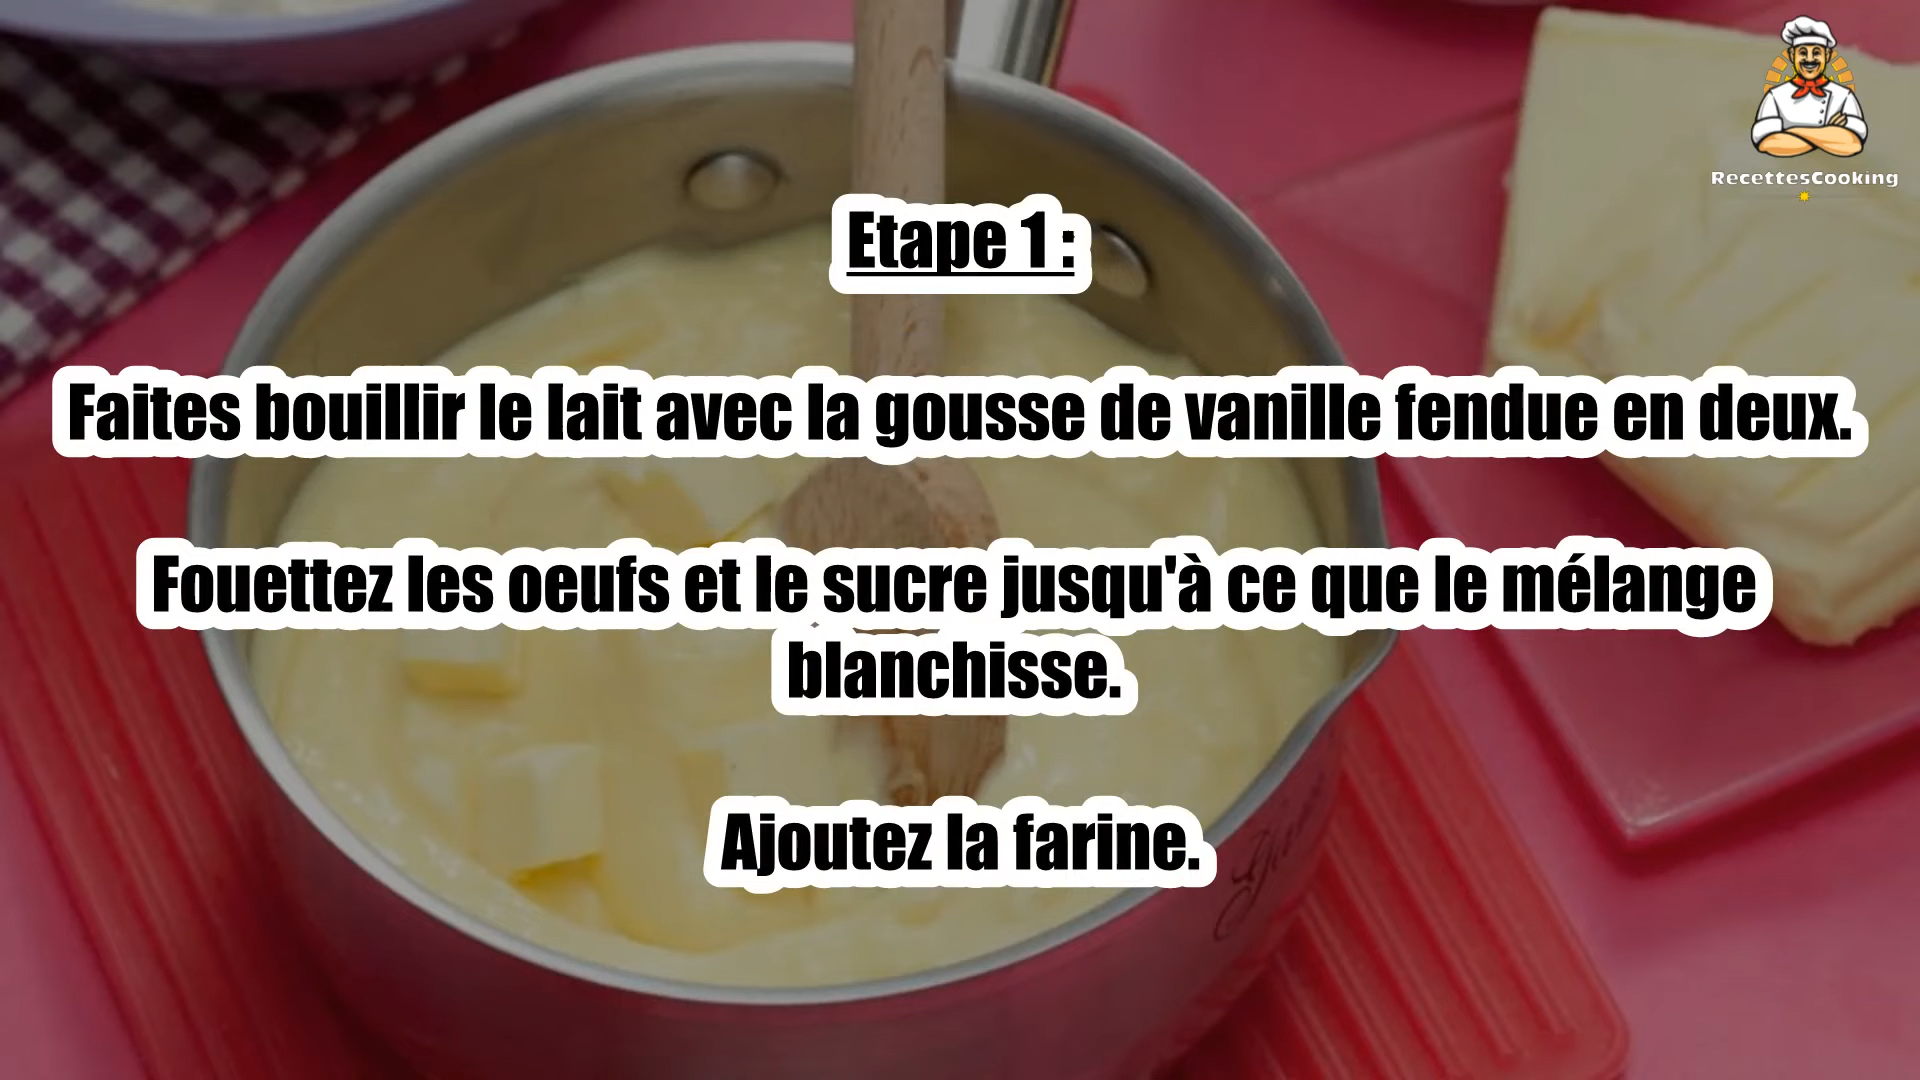 RecettesCooking
Etape 1 :
Faites bouillir le lait avec la gousse de vanille fendue en deux.
Fouettez les oeufs et le sucre jusqu'à ce que le mélange
blanchisse.
Ajoutez la farine.